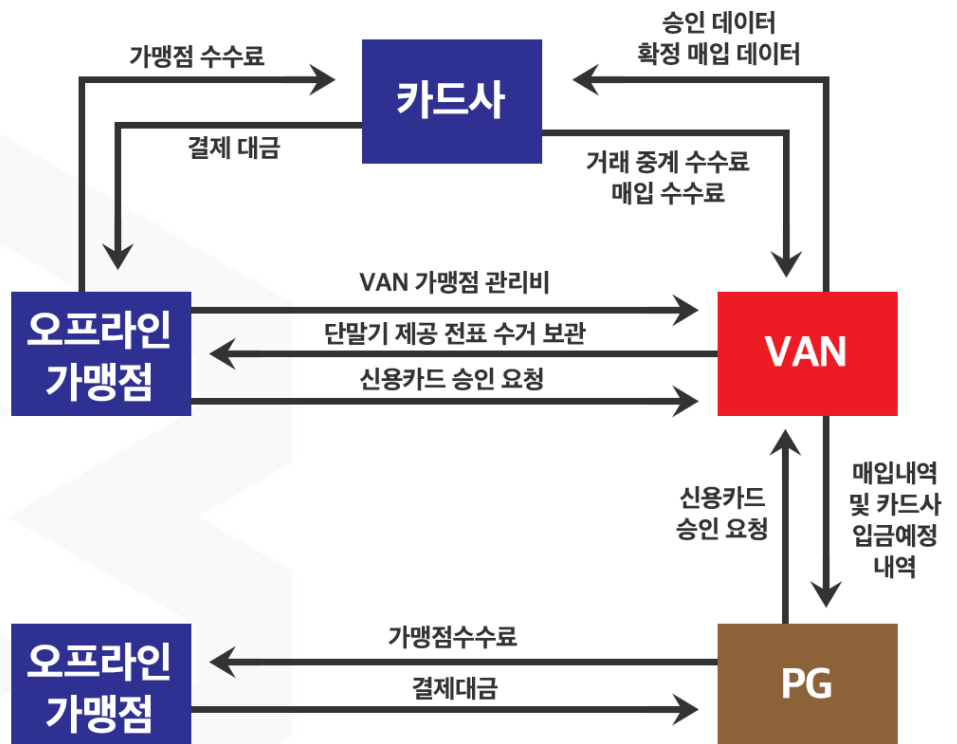 승인 데이터
확정 매입 데이터
가맹점 수수료
카드사
결제 대금
거래 중계 수수료
매입 수수료
VAN 가맹점 관리비
오프라인
가맹점
단말기 제공 전표 수거 보관
VAN
신용카드 승인 요청
신용카드
승인 요청
매입내역
및 카드사
입금예정
내역
오프라인
가맹점
가맹점수수료
결제대금
PG